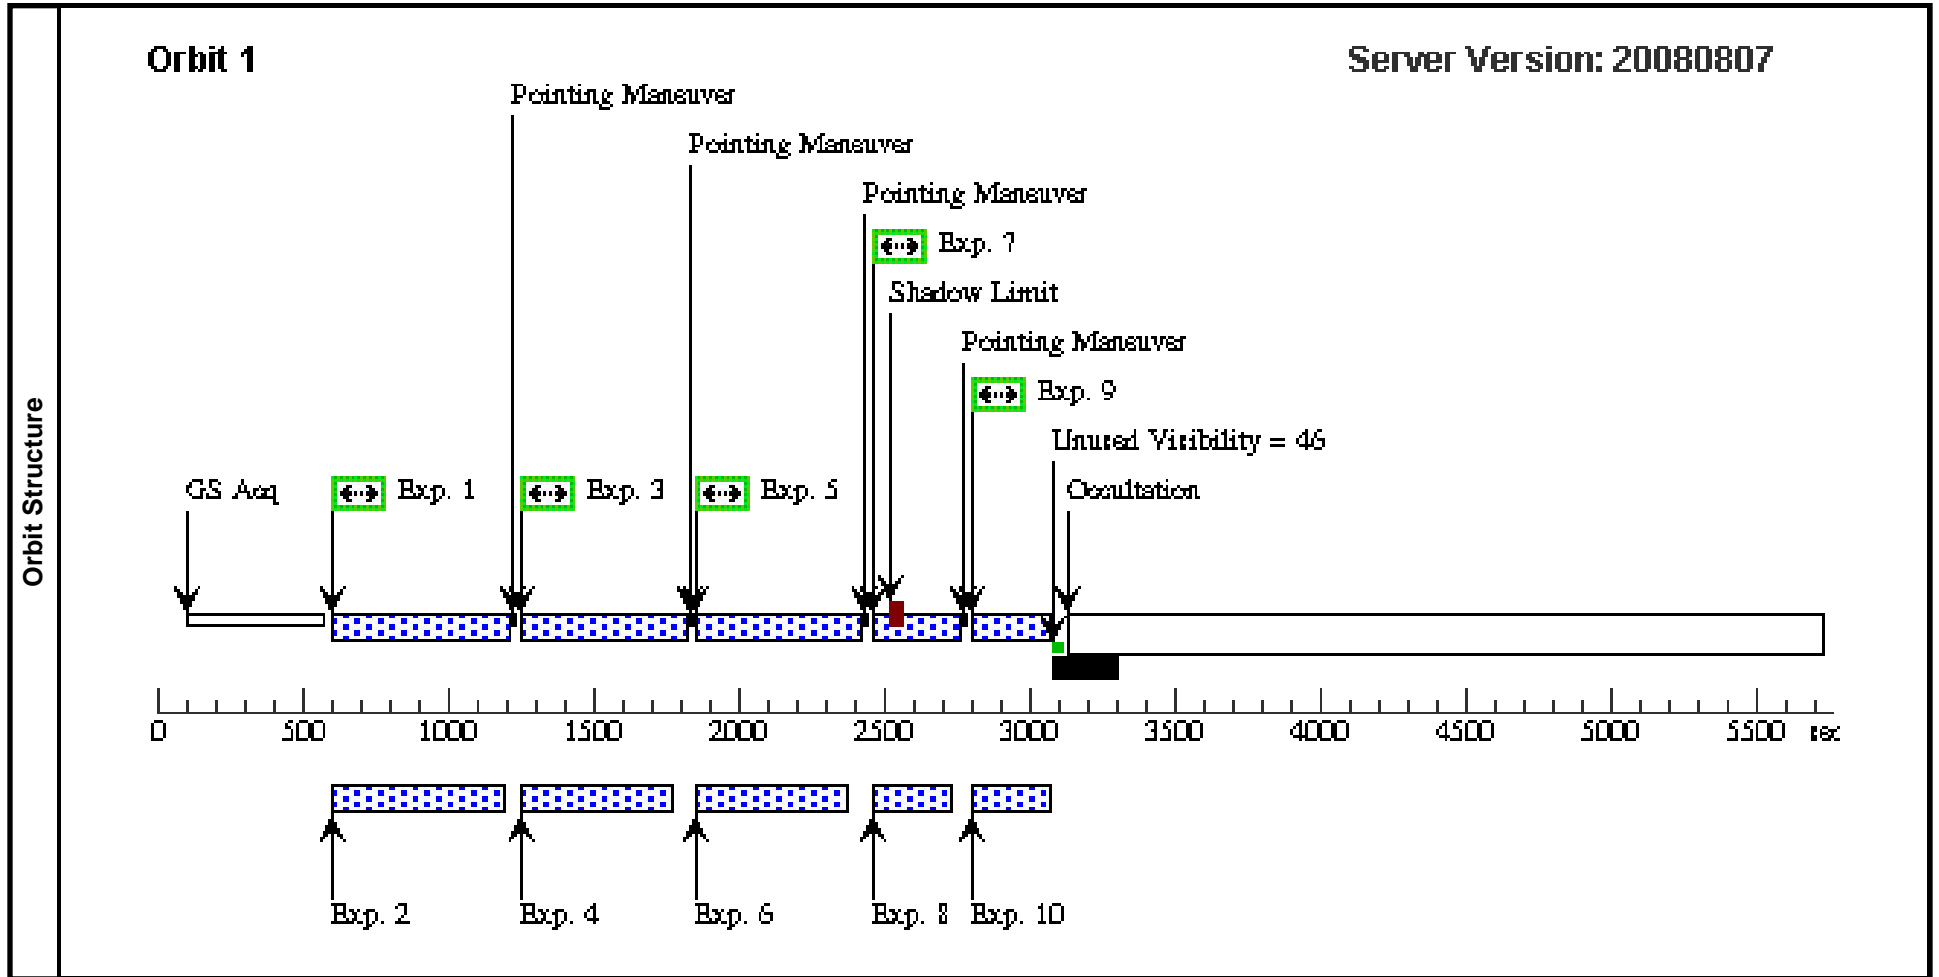 Orbit Structure
Orbit 1
Server Version: 20080807
Pointing Maneuver
Pointing Maneuver
Pointing Maneuver
Exp. 7
Shadow Limit
Pointing Maneuver
Exp. 9
Unused Visibility = 46
GS Acq
Exp. 1
Exp. 3
Exp. 5
Occultation
0 500 1000 1500 2000 2500 3000 3500 4000 4500 5000 5500 sec
Exp. 2
Exp. 4
Exp. 6
Exp. 8
Exp. 10